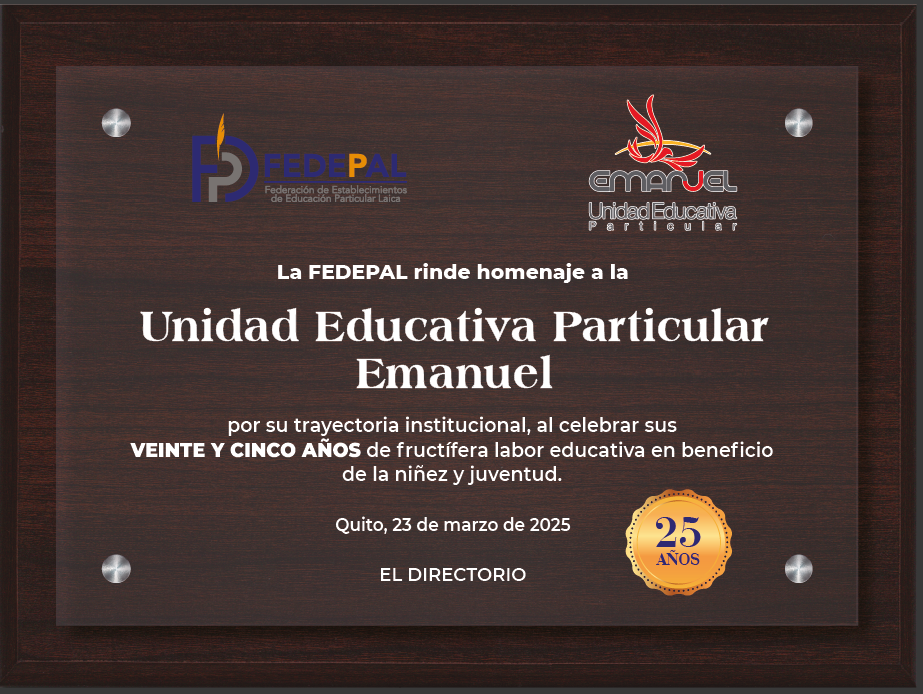 FEDEPAL
Federación de Establecimientos
de Educación Particular Laica
EMANUEL
Unidad Educativa
Particular
La FEDEPAL rinde homenaje a la
Unidad Educativa Particular
Emanuel
por su trayectoria institucional, al celebrar sus
VEINTE Y CINCO AÑOS de fructífera labor educativa en beneficio
de la niñez y juventud.
Quito, 23 de marzo de 2025
25
AÑOS
EL DIRECTORIO